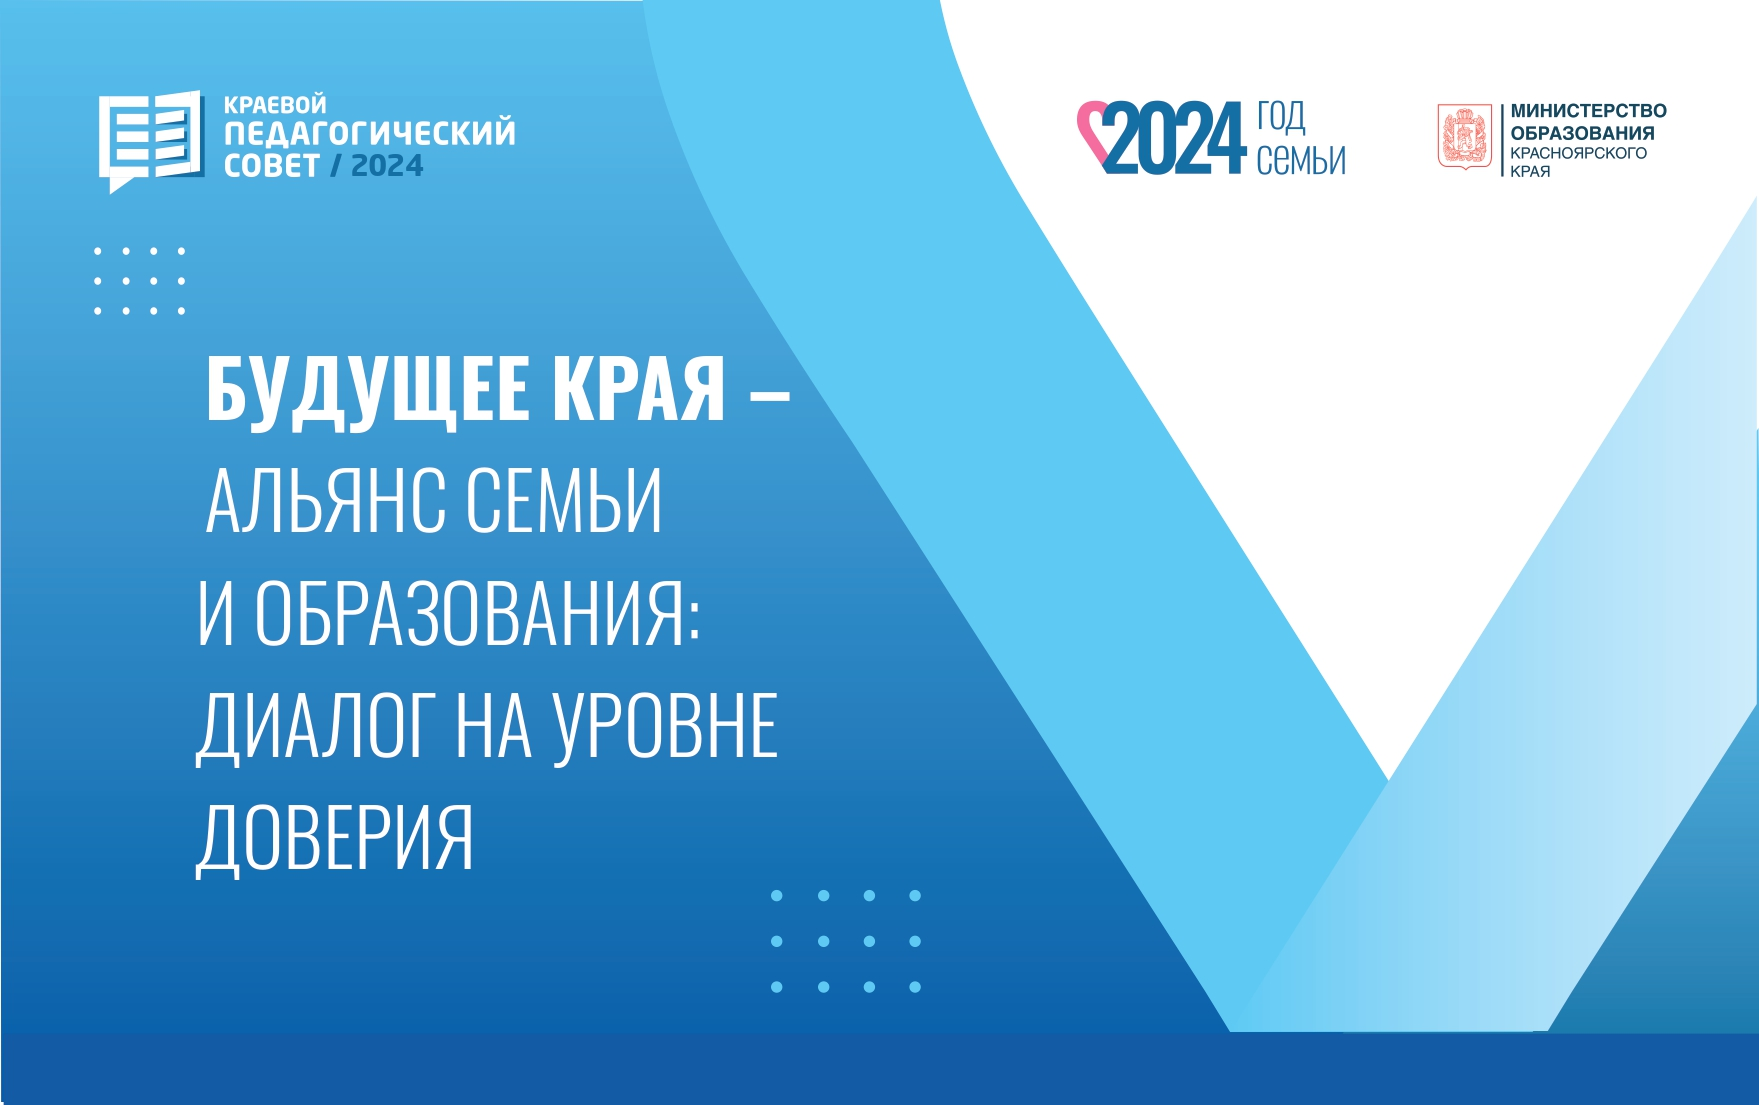 КРАЕВОЙ
ПЕДАГОГИЧЕСКИЙ
СОВЕТ / 2024
2024 ГОД
семьи
МИНИСТЕРСТВО
ОБРАЗОВАНИЯ
КРАСНОЯРСКОГО
КРАЯ
БУДУЩЕЕ КРАЯ –
АЛЬЯНС СЕМЬИ
И ОБРАЗОВАНИЯ:
ДИАЛОГ НА УРОВНЕ
ДОВЕРИЯ